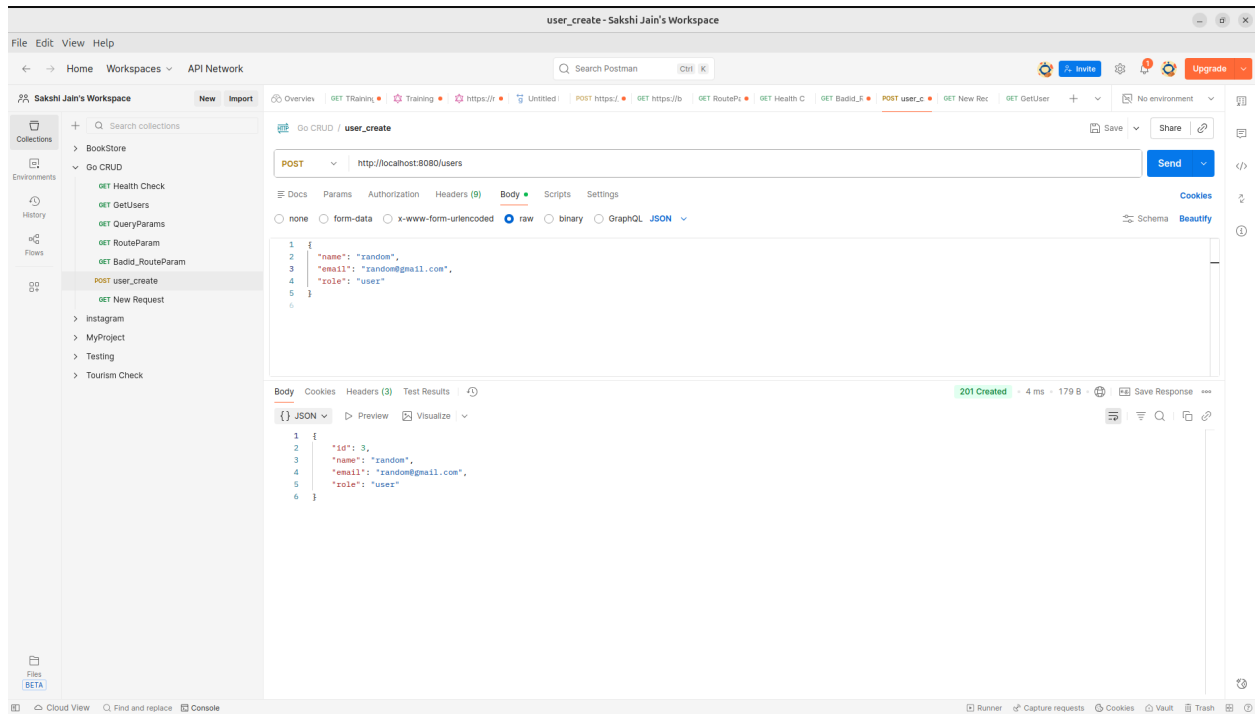 user_create - Sakshi Jain's Workspace
File Edit View Help
Home Workspaces API Network
Search Postman Ctrl K
Invite
1
Upgrade
Sakshi Jain's Workspace New Import
Overview GET TRaining Training https://r Untitled POST https:/. GET https://b GET RoutePa GET Health C GET Badid_R POST user_c GET New Rec GET GetUser No environment
Collections
Environments
History
Flows
Search collections
BookStore
Go CRUD
GET Health Check
GET GetUsers
GET QueryParams
GET RouteParam
GET Badid_RouteParam
POST user_create
GET New Request
instagram
MyProject
Testing
Tourism Check
Go CRUD / user_create
Save Share
POST http://localhost:8080/users Send
Docs Params Authorization Headers (9) Body Scripts Settings Cookies
none form-data x-www-form-urlencoded raw binary GraphQL JSON Schema Beautify
1 {
2 "name": "random",
3 "email": "random@gmail.com",
4 "role": "user"
5 }
6
Body Cookies Headers (3) Test Results 201 Created 4 ms 179 B Save Response
{} JSON Preview Visualize
1 {
2 "id": 3,
3 "name": "random",
4 "email": "random@gmail.com",
5 "role": "user"
6 }
Files
BETA
Cloud View Find and replace Console Runner Capture requests Cookies Vault Trash